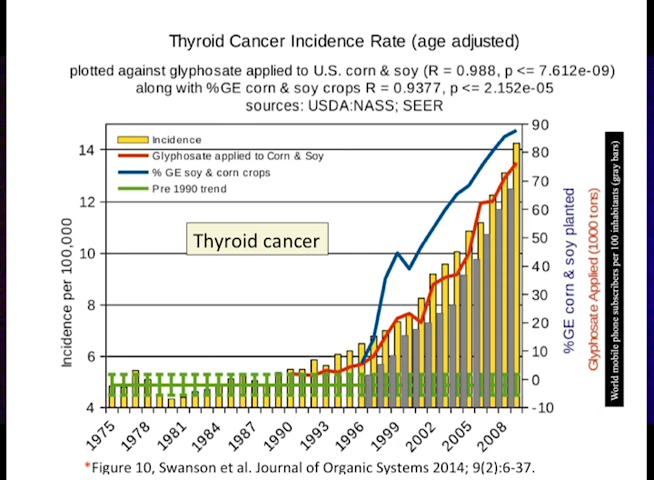 Thyroid Cancer Incidence Rate (age adjusted)
plotted against glyphosate applied to U.S. corn & soy (R = 0.988, p <= 7.612e-09)
along with %GE corn & soy crops R = 0.9377, p <= 2.152e-05
sources: USDA:NASS; SEER
Incidence
Glyphosate applied to Corn & Soy
% GE soy & corn crops
Pre 1990 trend
Thyroid cancer
Incidence per 100,000
14
12
10
8
6
4
90
80
70
60
50
40
30
20
10
0
-10
%GE corn & soy planted
Glyphosate Applied (1000 tons)
World mobile phone subscribers per 100 inhabitants (gray bars)
1975
1978
1981
1984
1987
1990
1993
1996
1999
2002
2005
2008
*Figure 10, Swanson et al. Journal of Organic Systems 2014; 9(2):6-37.